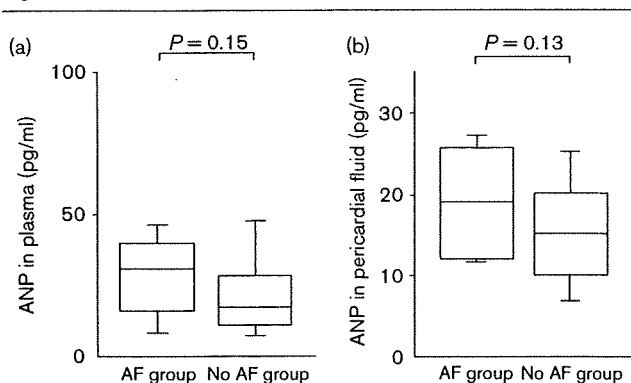 (a)
P = 0.15
100
50
0
ANP in plasma (pg/ml)
AF group No AF group
(b)
P = 0.13
30
20
10
0
ANP in pericardial fluid (pg/ml)
AF group No AF group